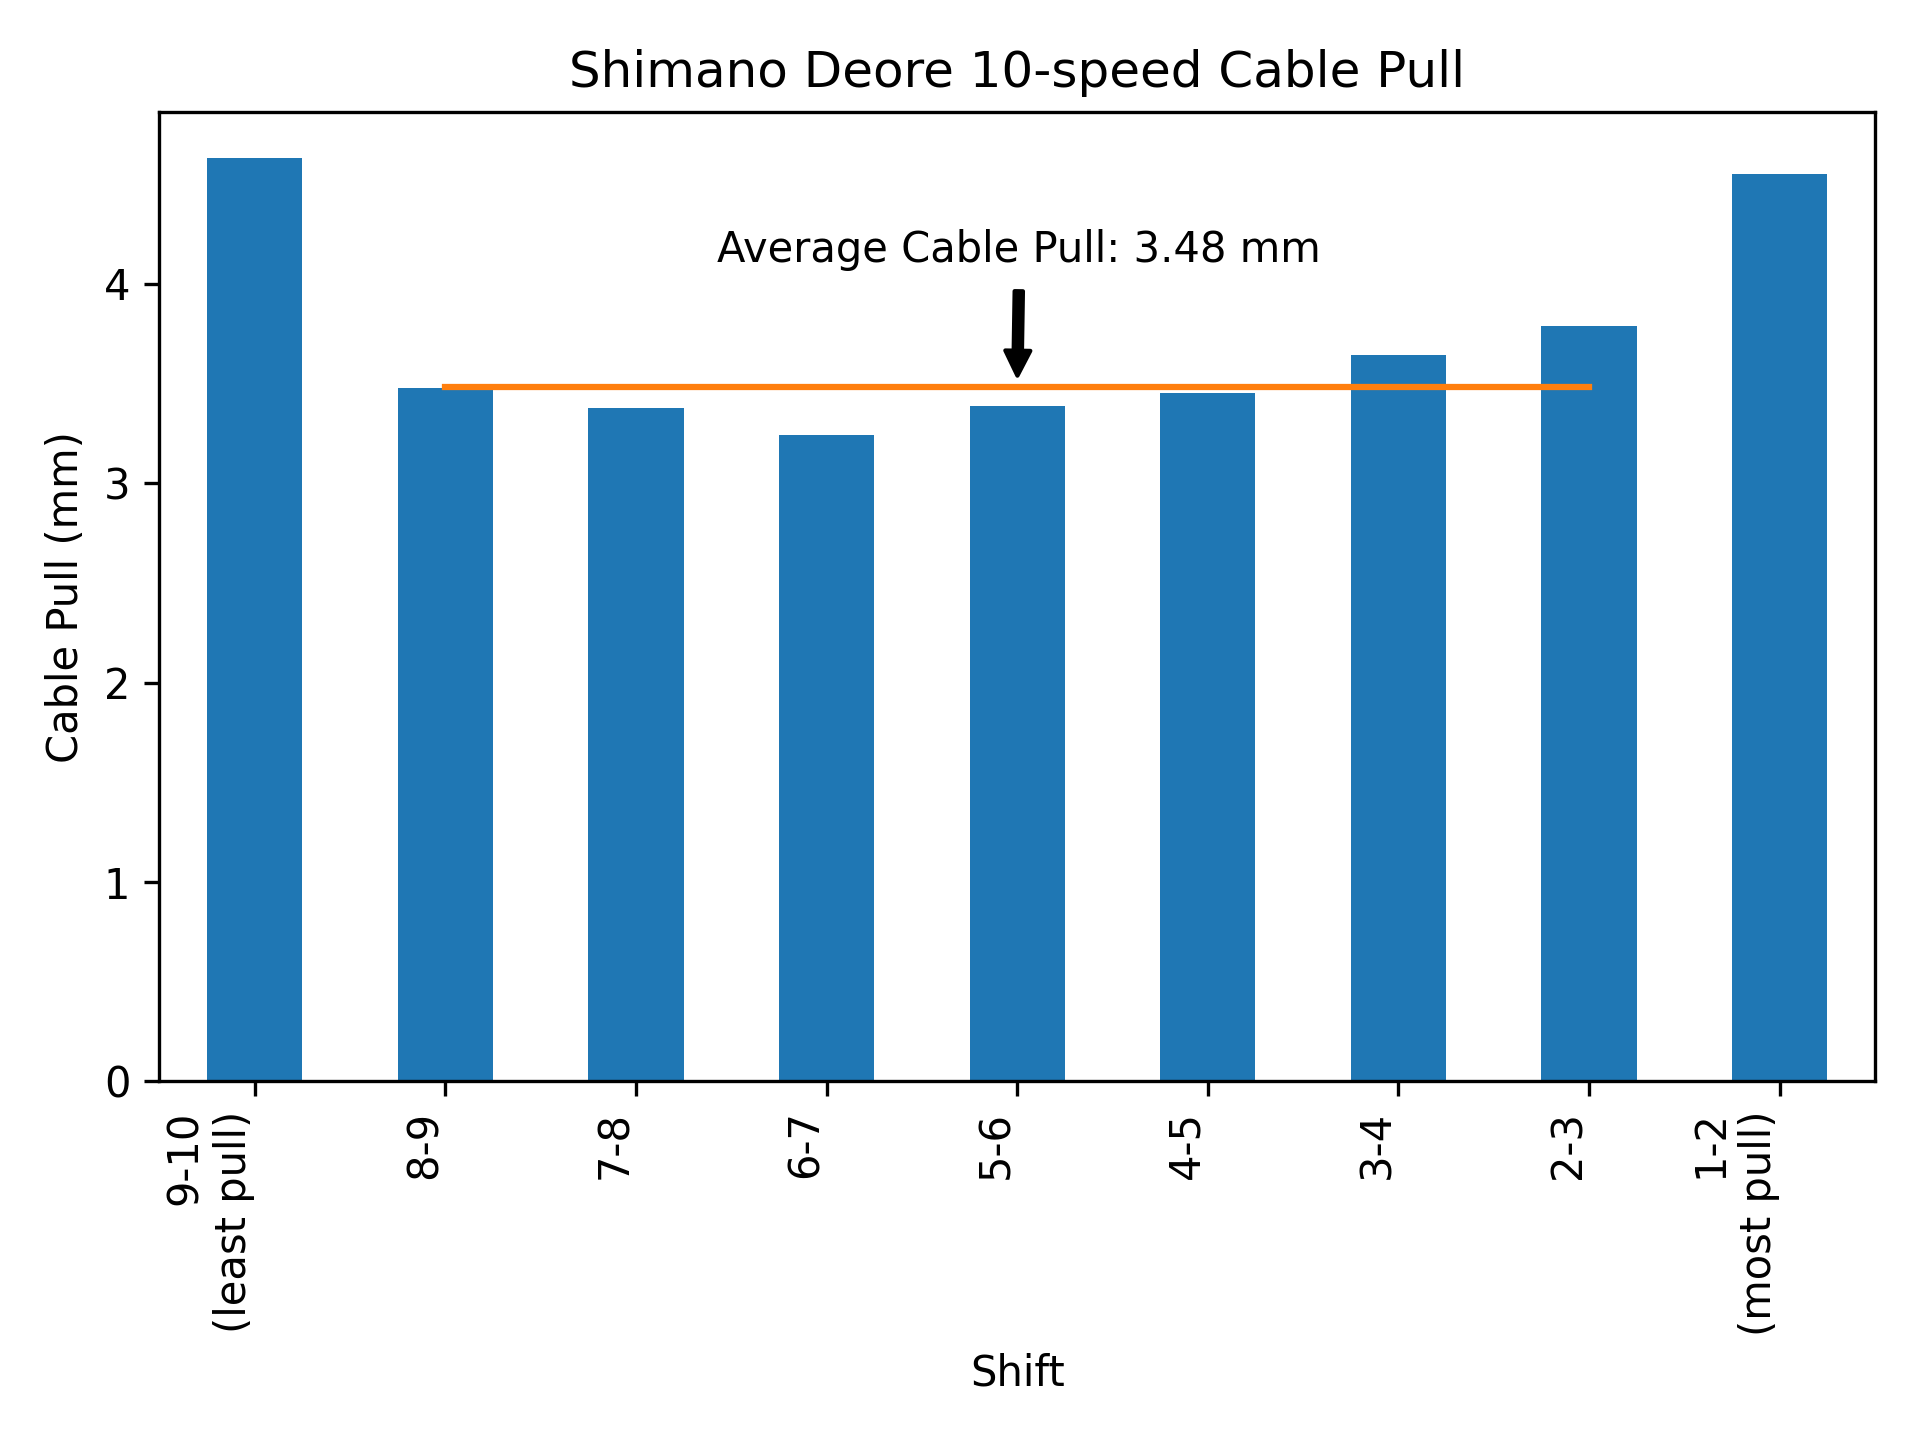 Shimano Deore 10-speed Cable Pull
Average Cable Pull: 3.48 mm
Cable Pull (mm)
4
3
2
1
0
9-10
(least pull)
8-9
7-8
6-7
5-6
4-5
3-4
2-3
1-2
(most pull)
Shift